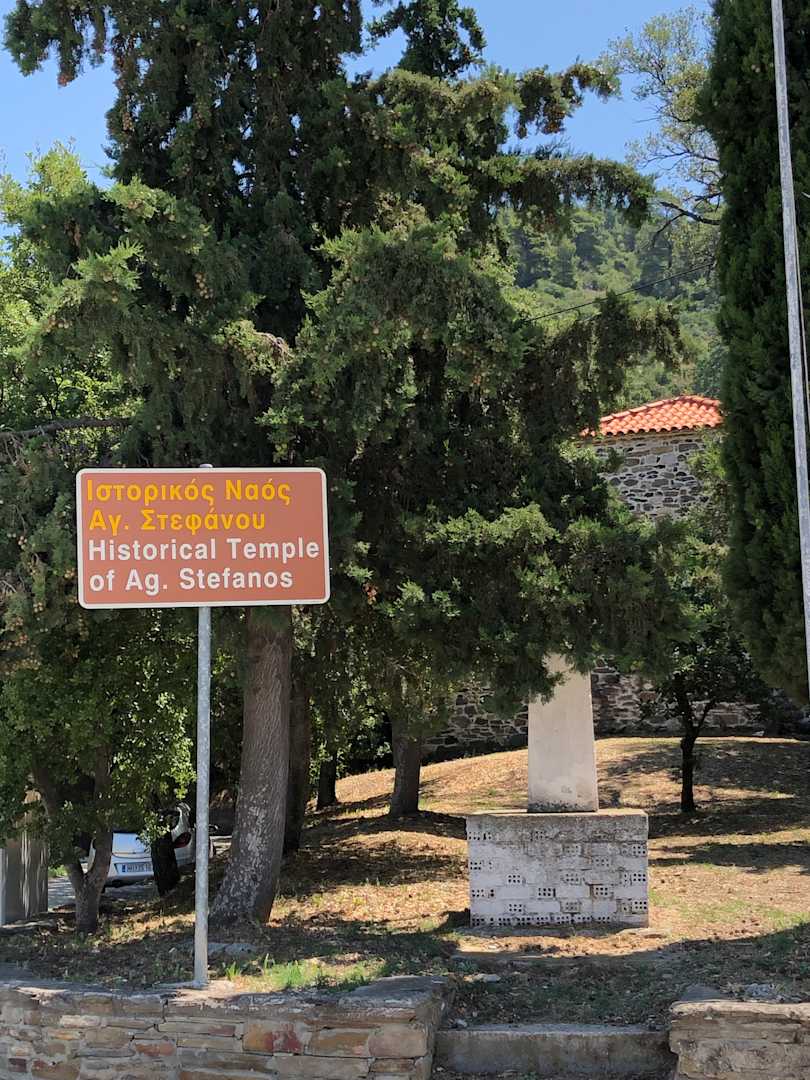 Ιστορικός Ναός
Αγ. Στεφάνου
Historical Temple
of Ag. Stefanos